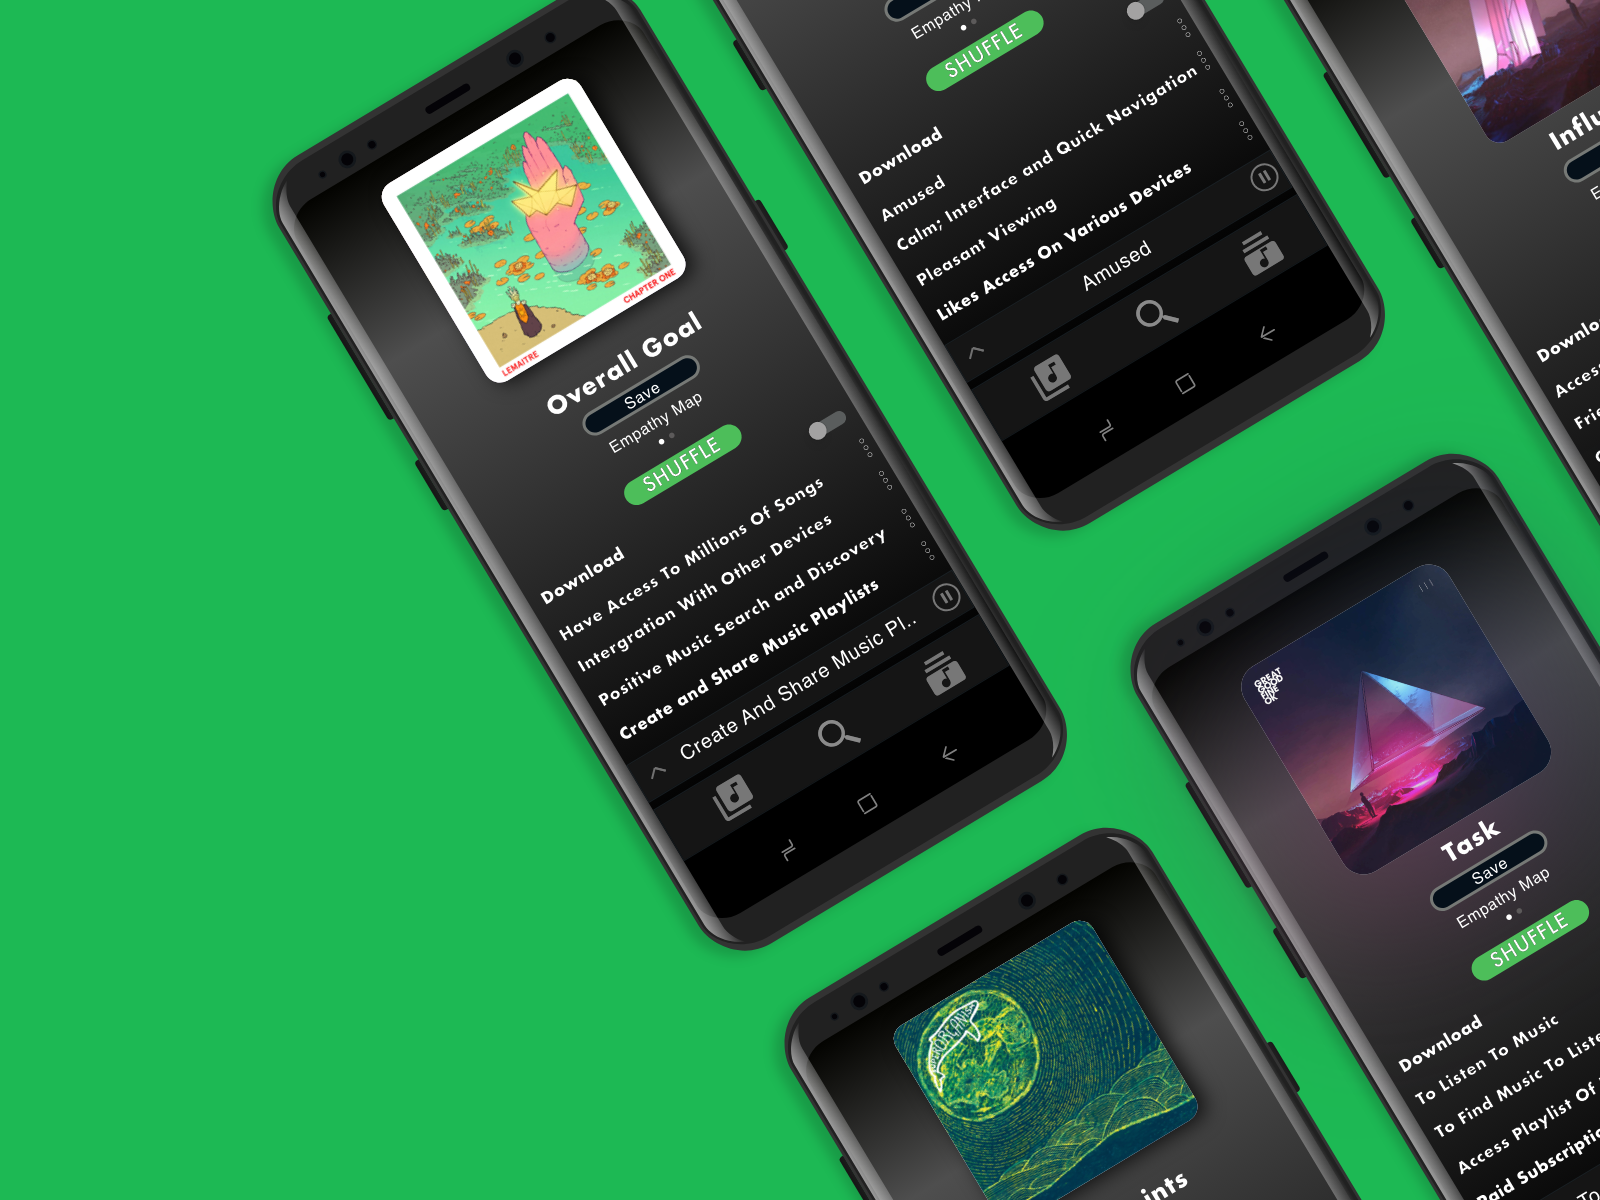 LEMAITRE
CHAPTER ONE
Overall Goal
Save
Empathy Map
SHUFFLE
Download
Have Access To Millions Of Songs
Intergration With Other Devices
Positive Music Search and Discovery
Create and Share Music Playlists
Create And Share Music Pl..
Empathy
SHUFFLE
Download
Amused
Calm; Interface and Quick Navigation
Pleasant Viewing
Likes Access On Various Devices
Amused
Influ
E
Downlo
Acces
Frie
GREAT
GOOD
FINE
OK
Task
Save
Empathy Map
SHUFFLE
Download
To Listen To Music
To Find Music To Liste
Access Playlist Of
Paid Subscriptio
To
SUPERORGANISM
ints